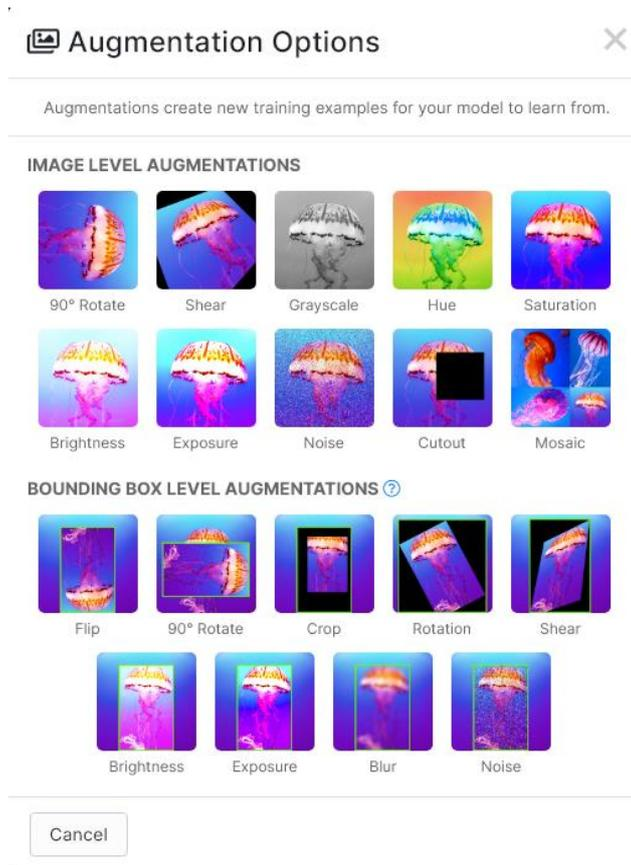 Augmentation Options
Augmentations create new training examples for your model to learn from.
IMAGE LEVEL AUGMENTATIONS
90° Rotate Shear Grayscale Hue Saturation
Brightness Exposure Noise Cutout Mosaic
BOUNDING BOX LEVEL AUGMENTATIONS ?
Flip 90° Rotate Crop Rotation Shear
Brightness Exposure Blur Noise
Cancel